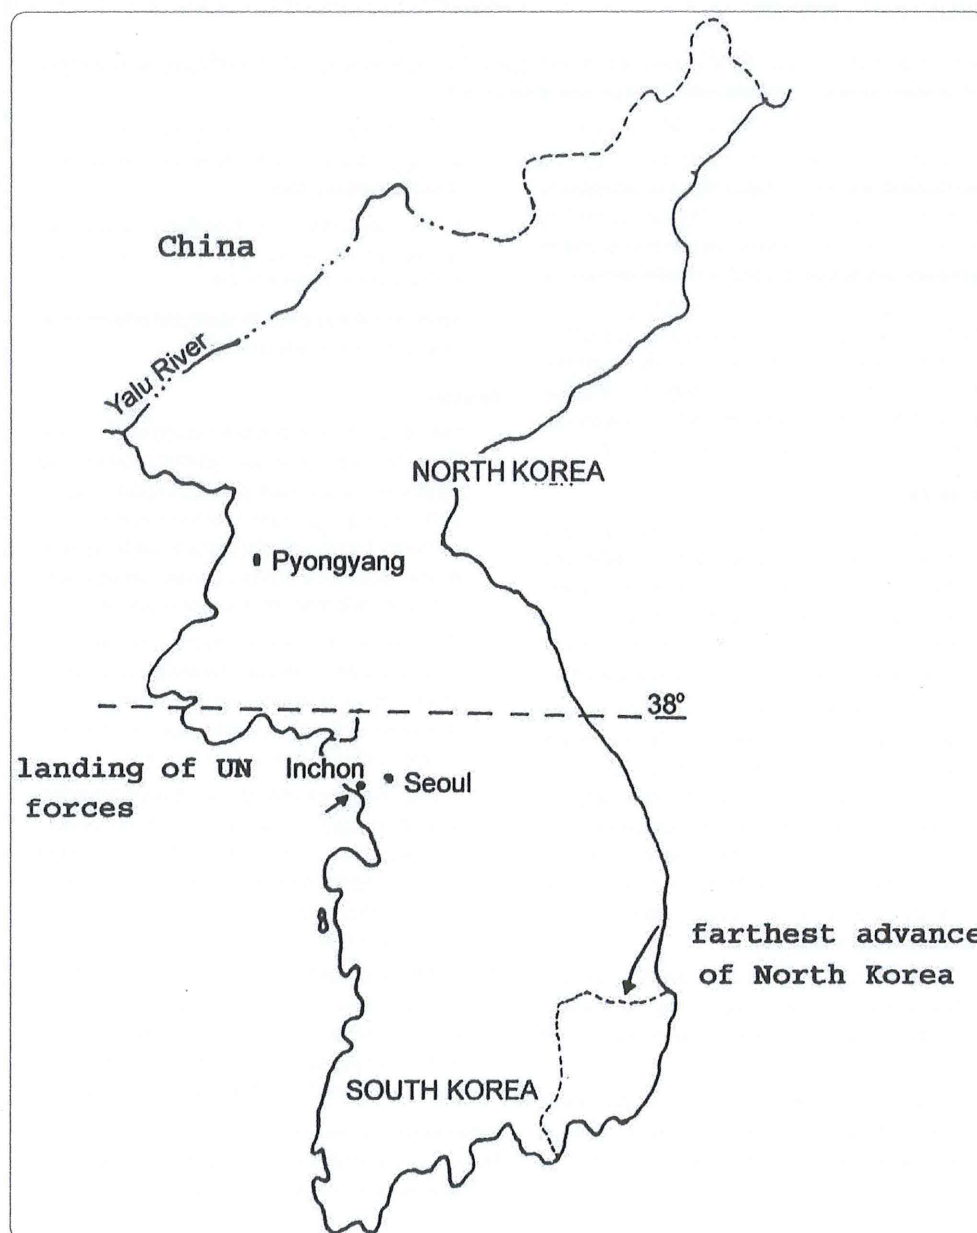 China
Yalu River
NORTH KOREA
Pyongyang
38°
landing of UN
forces
Inchon
Seoul
farthest advance
of North Korea
SOUTH KOREA